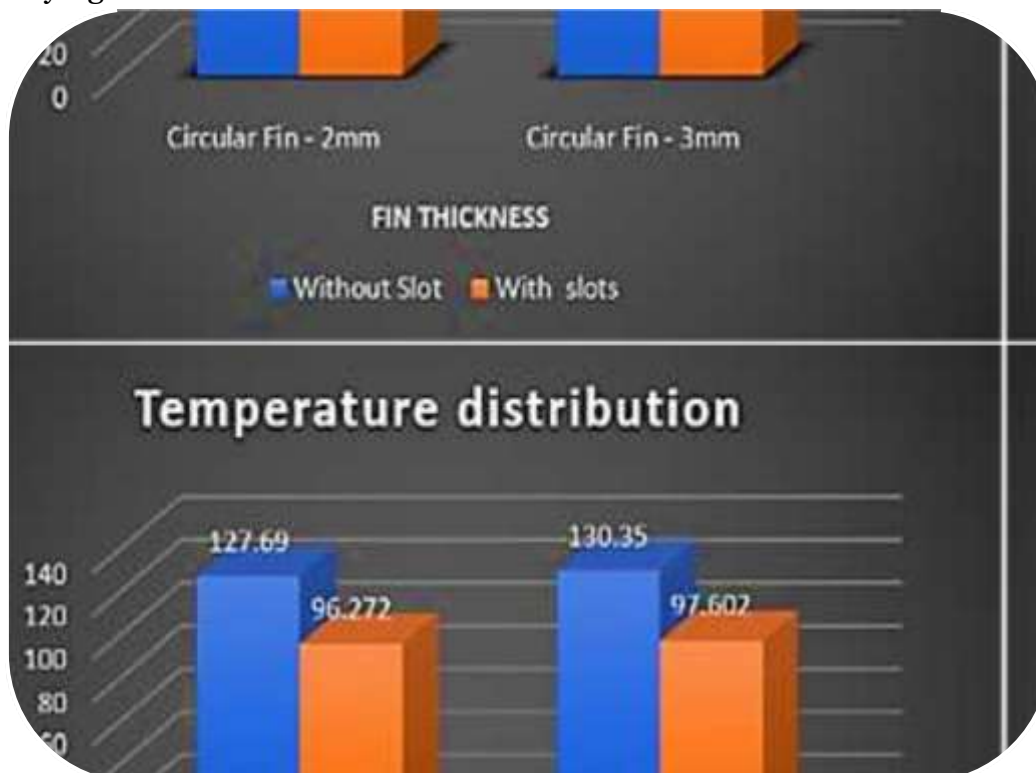 20
0
Circular Fin - 2mm Circular Fin - 3mm
FIN THICKNESS
Without Slot With slots
Temperature distribution
127.69 130.35
140
96.272 97.602
120
100
80
60